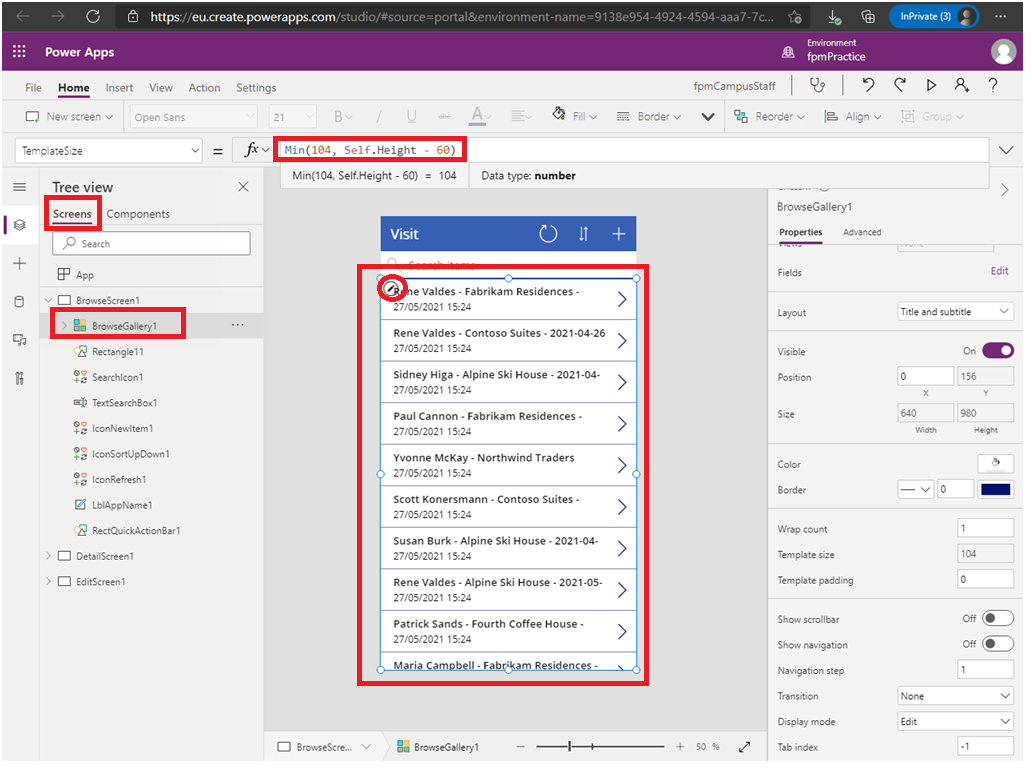 https://eu.create.powerapps.com/studio/#source=portal&environment-name=9138e954-4924-4594-aaa7-7c...
InPrivate (3)
Power Apps
Environment
fpmPractice
File Home Insert View Action Settings
fpmCampusStaff
New screen
Open Sans
21
B
I
U
abc
A
Fill
Border
Reorder
Align
Group
TemplateSize
=
fx
Min(104, Self.Height - 60)
Min(104, Self.Height - 60) = 104
Data type: number
Tree view
Screens Components
Search
App
BrowseScreen1
BrowseGallery1
Rectangle11
SearchIcon1
TextSearchBox1
IconNewItem1
IconSortUpDown1
IconRefresh1
LblAppName1
RectQuickActionBar1
DetailScreen1
EditScreen1
Visit
Search items
Rene Valdes - Fabrikam Residences -
27/05/2021 15:24
Rene Valdes - Contoso Suites - 2021-04-26
27/05/2021 15:24
Sidney Higa - Alpine Ski House - 2021-04-
27/05/2021 15:24
Paul Cannon - Fabrikam Residences -
27/05/2021 15:24
Yvonne McKay - Northwind Traders
27/05/2021 15:24
Scott Konersmann - Contoso Suites -
27/05/2021 15:24
Susan Burk - Alpine Ski House - 2021-04-
27/05/2021 15:24
Rene Valdes - Alpine Ski House - 2021-05-
27/05/2021 15:24
Patrick Sands - Fourth Coffee House -
27/05/2021 15:24
Maria Campbell - Fabrikam Residences -
BrowseScre...
BrowseGallery1
50 %
BrowseGallery1
Properties Advanced
Fields Edit
Layout Title and subtitle
Visible On
Position 0 156
X Y
Size 640 980
Width Height
Color
Border 0
Wrap count 1
Template size 104
Template padding 0
Show scrollbar Off
Show navigation Off
Navigation step 1
Transition None
Display mode Edit
Tab index -1